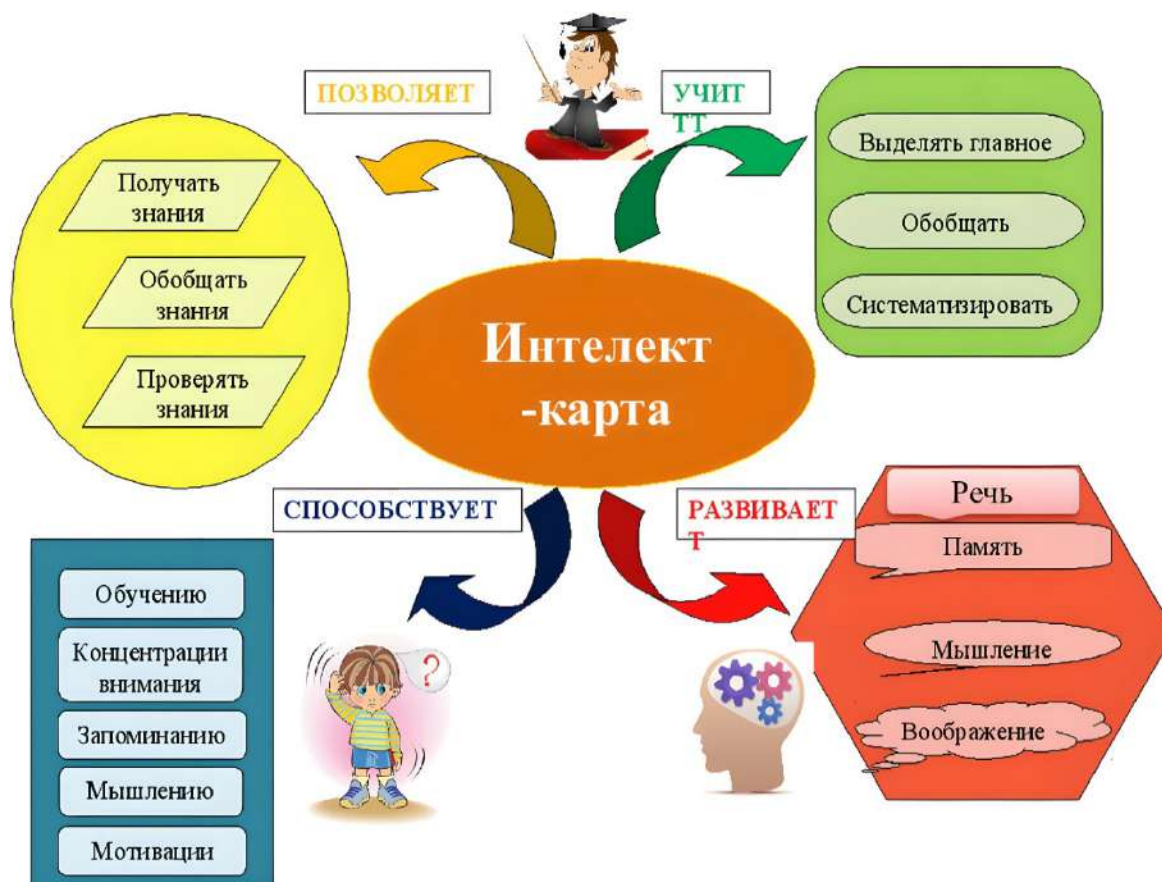 ПОЗВОЛЯЕТ
Получать
знания
Обобщать
знания
Проверять
знания
УЧИТ
ТТ
Выделять главное
Обобщать
Систематизировать
Интелект
-карта
СПОСОБСТВУЕТ
Обучению
Концентрации
внимания
Запоминанию
Мышлению
Мотивации
?
РАЗВИВАЕТ
Т
Речь
Память
Мышление
Воображение